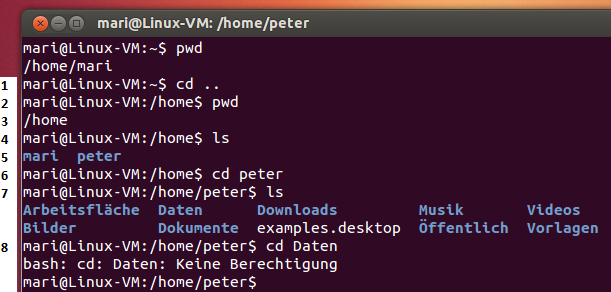 mari@Linux-VM: /home/peter
mari@Linux-VM:~$ pwd
/home/mari
1 mari@Linux-VM:~$ cd ..
2 mari@Linux-VM:/home$ pwd
3 /home
4 mari@Linux-VM:/home$ ls
5 mari  peter
6 mari@Linux-VM:/home$ cd peter
7 mari@Linux-VM:/home/peter$ ls
Arbeitsfläche  Daten      Downloads         Musik       Videos
Bilder         Dokumente  examples.desktop  Öffentlich  Vorlagen
8 mari@Linux-VM:/home/peter$ cd Daten
bash: cd: Daten: Keine Berechtigung
mari@Linux-VM:/home/peter$